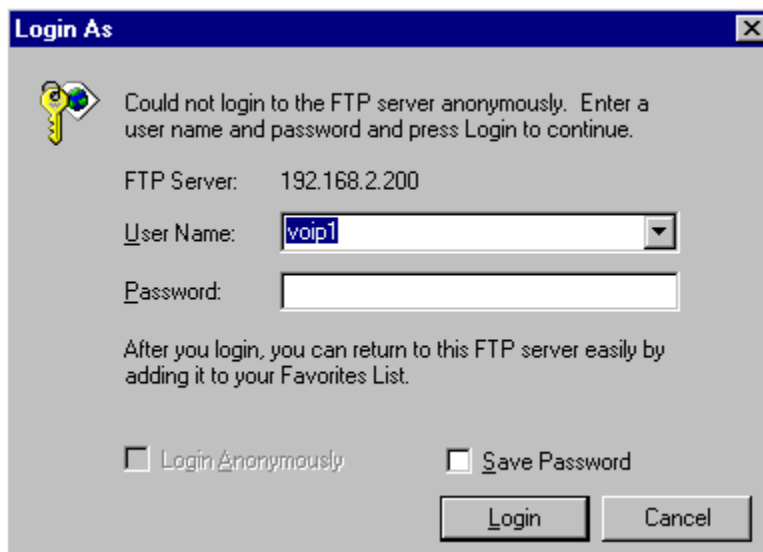 Login As
Could not login to the FTP server anonymously. Enter a
user name and password and press Login to continue.
FTP Server: 192.168.2.200
User Name: voip1
Password:
After you login, you can return to this FTP server easily by
adding it to your Favorites List.
Login Anonymously Save Password
Login Cancel